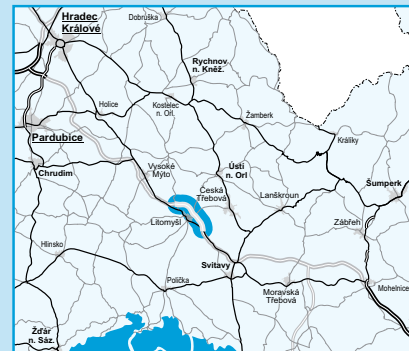 Hradec
Králové
Dobruška
Rychnov
n. Kněž.
Holice
Kostelec
n. Orl.
Žamberk
Králíky
Pardubice
Chrudim
Vysoké
Mýto
Ústí
n. Orl
Česká
Třebová
Lanškroun
Šumperk
Litomyšl
Zábřeh
Hlinsko
Svitavy
Polička
Moravská
Třebová
Mohelnice
Žďár
n. Sáz.